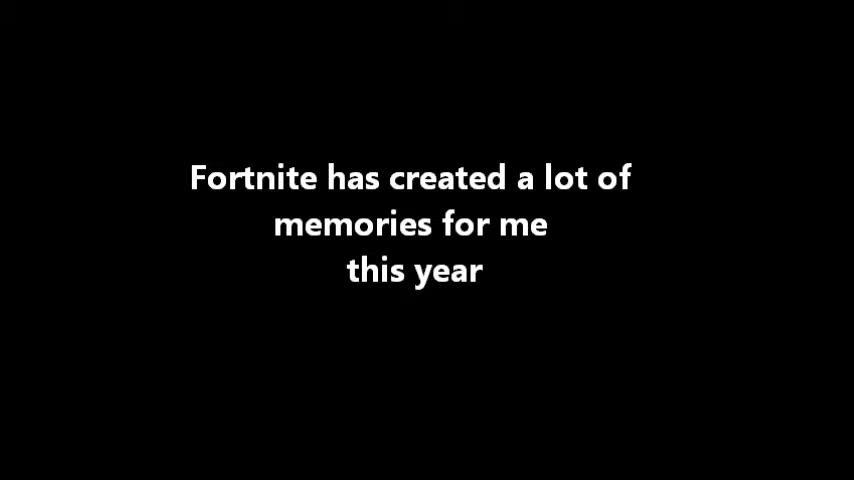 Fortnite has created a lot of
memories for me
this year